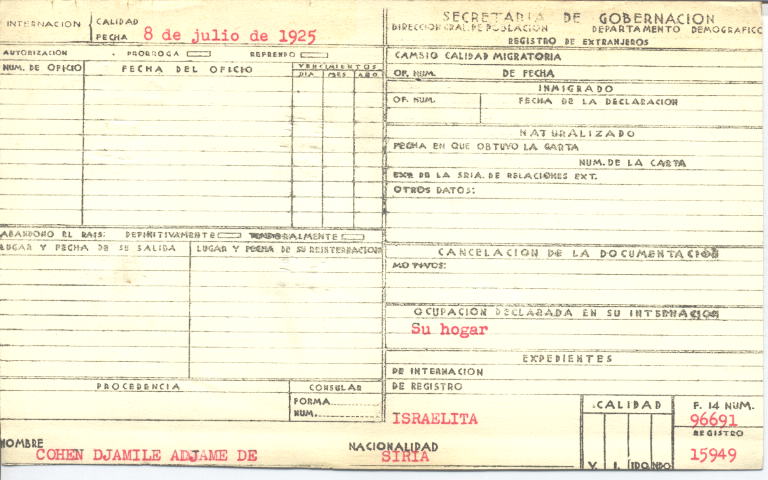 INTERNACION
CALIDAD
FECHA 8 de julio de 1925
AUTORIZACION PRORROGA REFRENDO
NUM. DE OFICIO FECHA DEL OFICIO VENCIMIENTOS
DIA MES AÑO
ABANDONO EL PAIS: DEFINITIVAMENTE TEMPORALMENTE
LUGAR Y FECHA DE SU SALIDA LUGAR Y FECHA DE SU REINTERNACION
PROCEDENCIA CONSULAR
FORMA
NUM.
SECRETARIA DE GOBERNACION
DIRECCION GRAL. DE POBLACION DEPARTAMENTO DEMOGRAFICO
REGISTRO DE EXTRANJEROS
CAMBIO CALIDAD MIGRATORIA
OF. NUM. DE FECHA
INMIGRADO
OF. NUM. FECHA DE LA DECLARACION
NATURALIZADO
FECHA EN QUE OBTUVO LA CARTA
NUM. DE LA CARTA
EXP. DE LA SRIA. DE RELACIONES EXT.
OTROS DATOS:
CANCELACION DE LA DOCUMENTACION
MOTIVOS:
OCUPACION DECLARADA EN SU INTERNACION
Su hogar
EXPEDIENTES
DE INTERNACION
DE REGISTRO
ISRAELITA
CALIDAD
V. I. IDO. NDO.
F. 14 NUM.
96691
REGISTRO
15949
NOMBRE NACIONALIDAD
COHEN DJAMILE ADJAME DE SIRIA